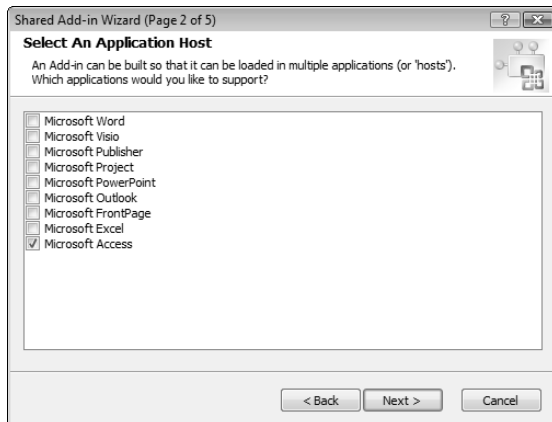 Shared Add-in Wizard (Page 2 of 5)
Select An Application Host
An Add-in can be built so that it can be loaded in multiple applications (or 'hosts').
Which applications would you like to support?
Microsoft Word
Microsoft Visio
Microsoft Publisher
Microsoft Project
Microsoft PowerPoint
Microsoft Outlook
Microsoft FrontPage
Microsoft Excel
Microsoft Access
< Back Next > Cancel